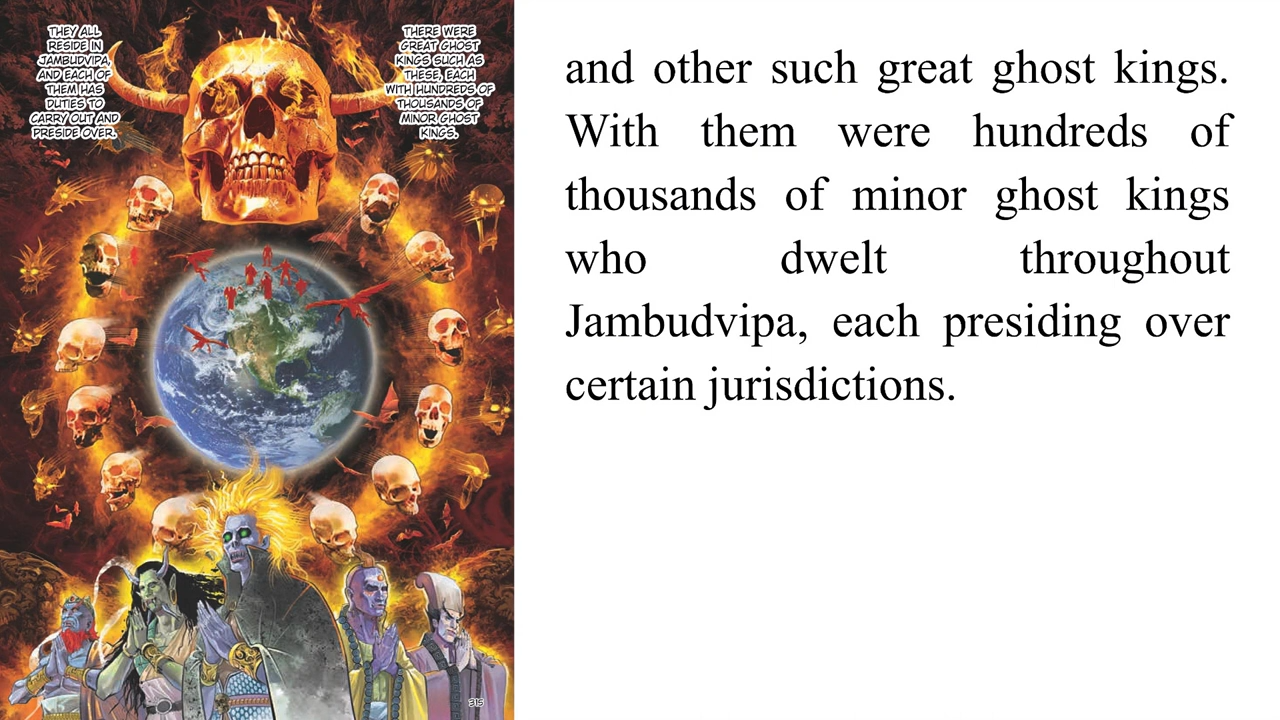 THEY ALL
RESIDE IN
JAMBUDVIPA,
AND EACH OF
THEM HAS
DUTIES TO
CARRY OUT AND
PRESIDE OVER.
THERE WERE
GREAT GHOST
KINGS SUCH AS
THESE, EACH
WITH HUNDREDS OF
THOUSANDS OF
MINOR GHOST
KINGS.
315
and other such great ghost kings.
With them were hundreds of
thousands of minor ghost kings
who dwelt throughout
Jambudvipa, each presiding over
certain jurisdictions.